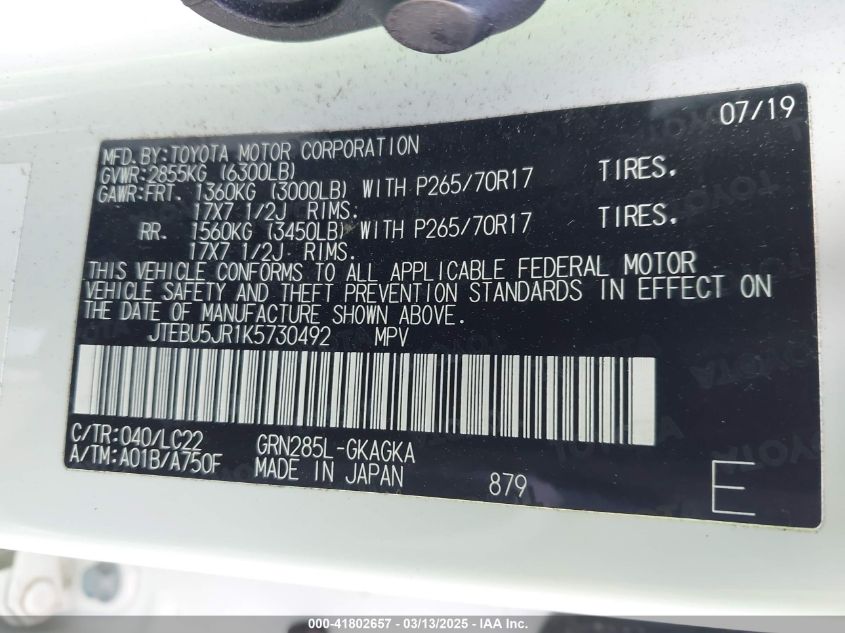 07/19
MFD.BY:TOYOTA MOTOR CORPORATION
GVWR:2855KG (6300LB)
GAWR:FRT. 1360KG (3000LB) WITH P265/70R17 TIRES.
17X7 1/2J RIMS:
RR. 1560KG (3450LB) WITH P265/70R17 TIRES.
17X7 1/2J RIMS:
THIS VEHICLE CONFORMS TO ALL APPLICABLE FEDERAL MOTOR
VEHICLE SAFETY AND THEFT PREVENTION STANDARDS IN EFFECT ON
THE DATE OF MANUFACTURE SHOWN ABOVE.
JTEBU5JR1K5730492 MPV
C/TR:040/LC22 GRN285L-GKAGKA
A/TM:A01B/A750F MADE IN JAPAN 879 E
000-41802657 - 03/13/2025 - IAA Inc.